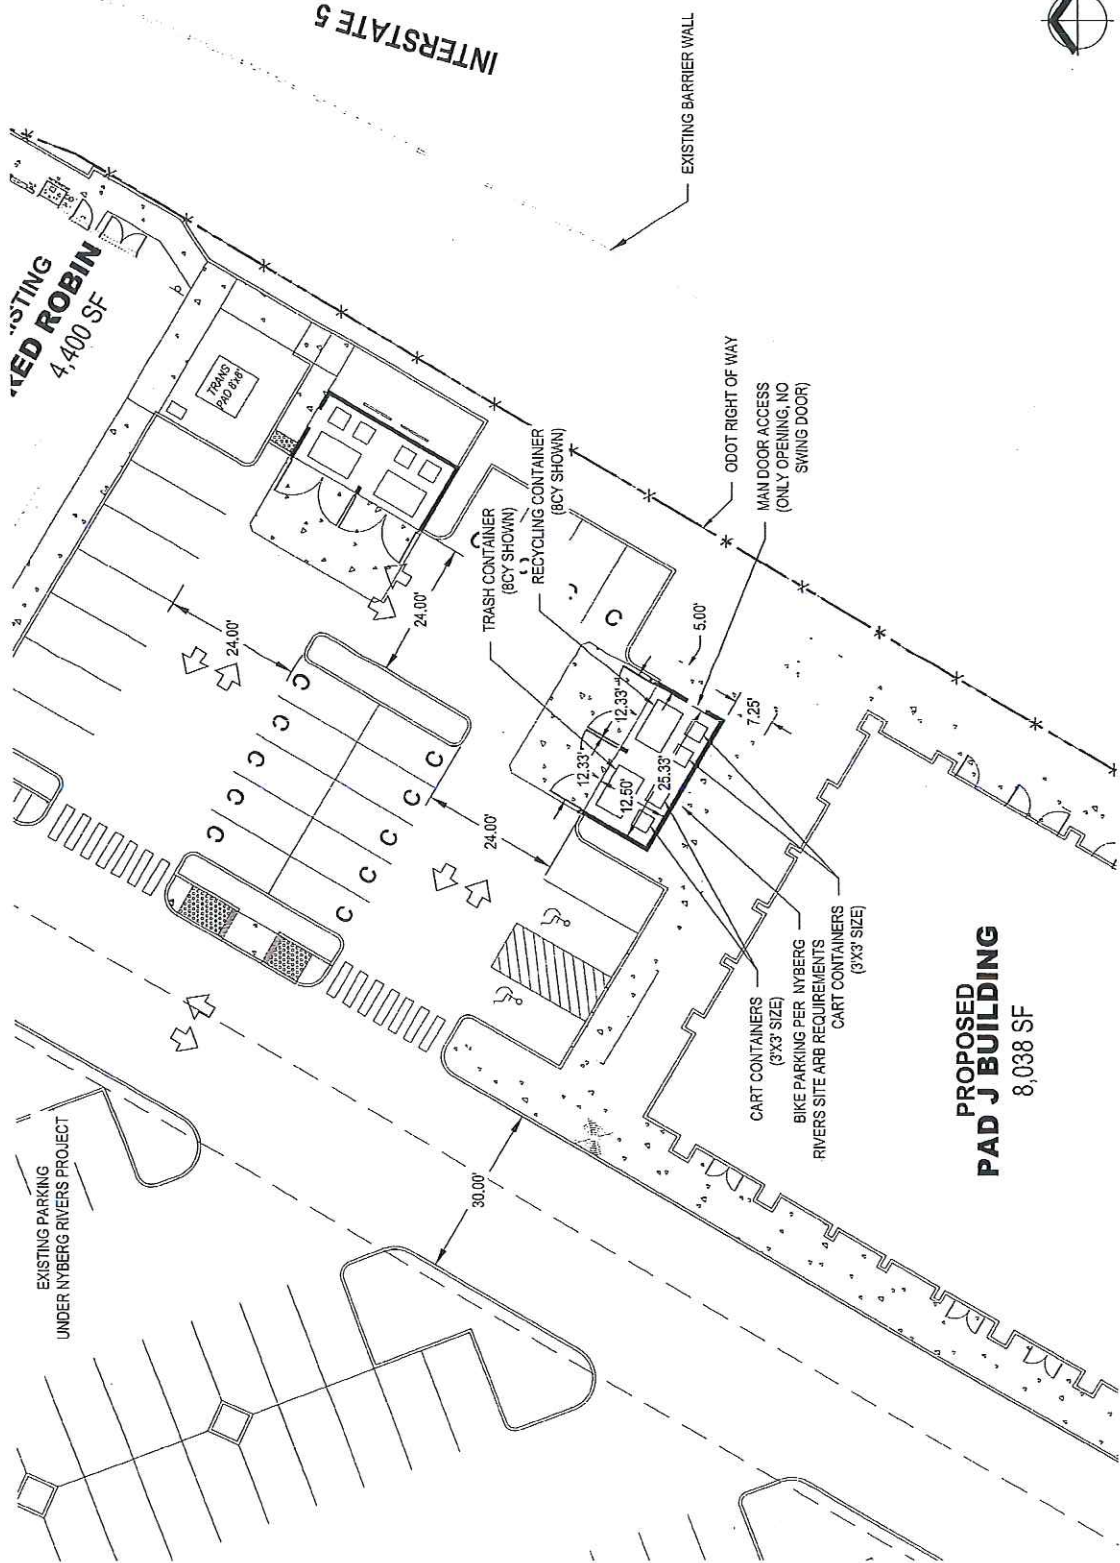 INTERSTATE 5
EXISTING BARRIER WALL
RED ROBIN
4,400 SF
TRANS
PAD 8'X8'
ODOT RIGHT OF WAY
MAN DOOR ACCESS
(ONLY OPENING, NO
SWING DOOR)
TRASH CONTAINER
(8CY SHOWN)
RECYCLING CONTAINER
(8CY SHOWN)
24.00'
24.00'
24.00'
5.00'
7.25'
12.33'
12.33'
12.50'
25.33'
C
C
C
C
C
C
C
C
C
C
C
CART CONTAINERS
(3'X3' SIZE)
BIKE PARKING PER NYBERG
RIVERS SITE ARB REQUIREMENTS
CART CONTAINERS
(3'X3' SIZE)
PROPOSED
PAD J BUILDING
8,038 SF
30.00'
EXISTING PARKING
UNDER NYBERG RIVERS PROJECT